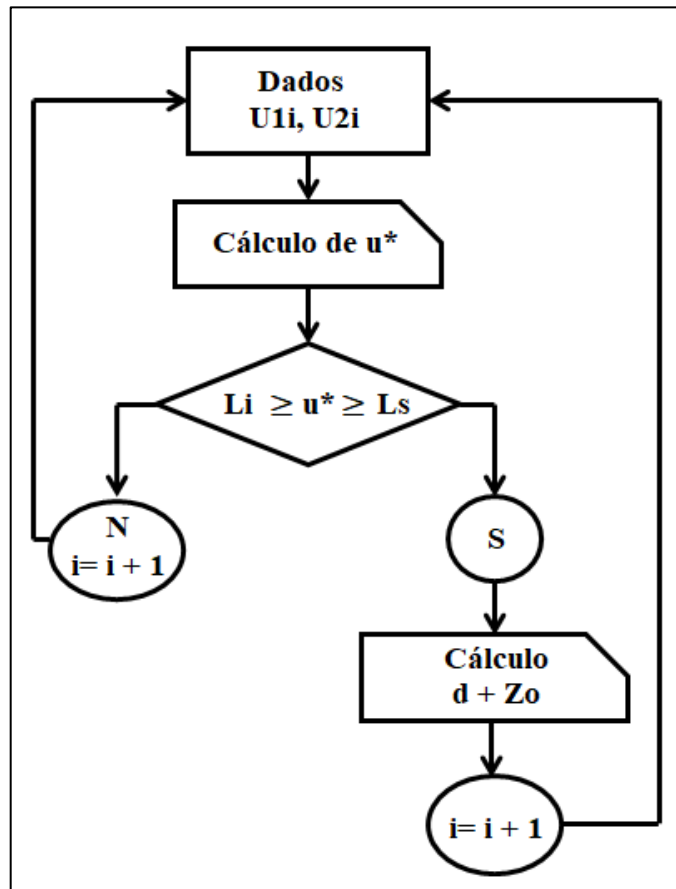 Dados
U1i, U2i
Cálculo de u*
Li ≥ u* ≥ Ls
N
i= i + 1
S
Cálculo
d + Zo
i= i + 1